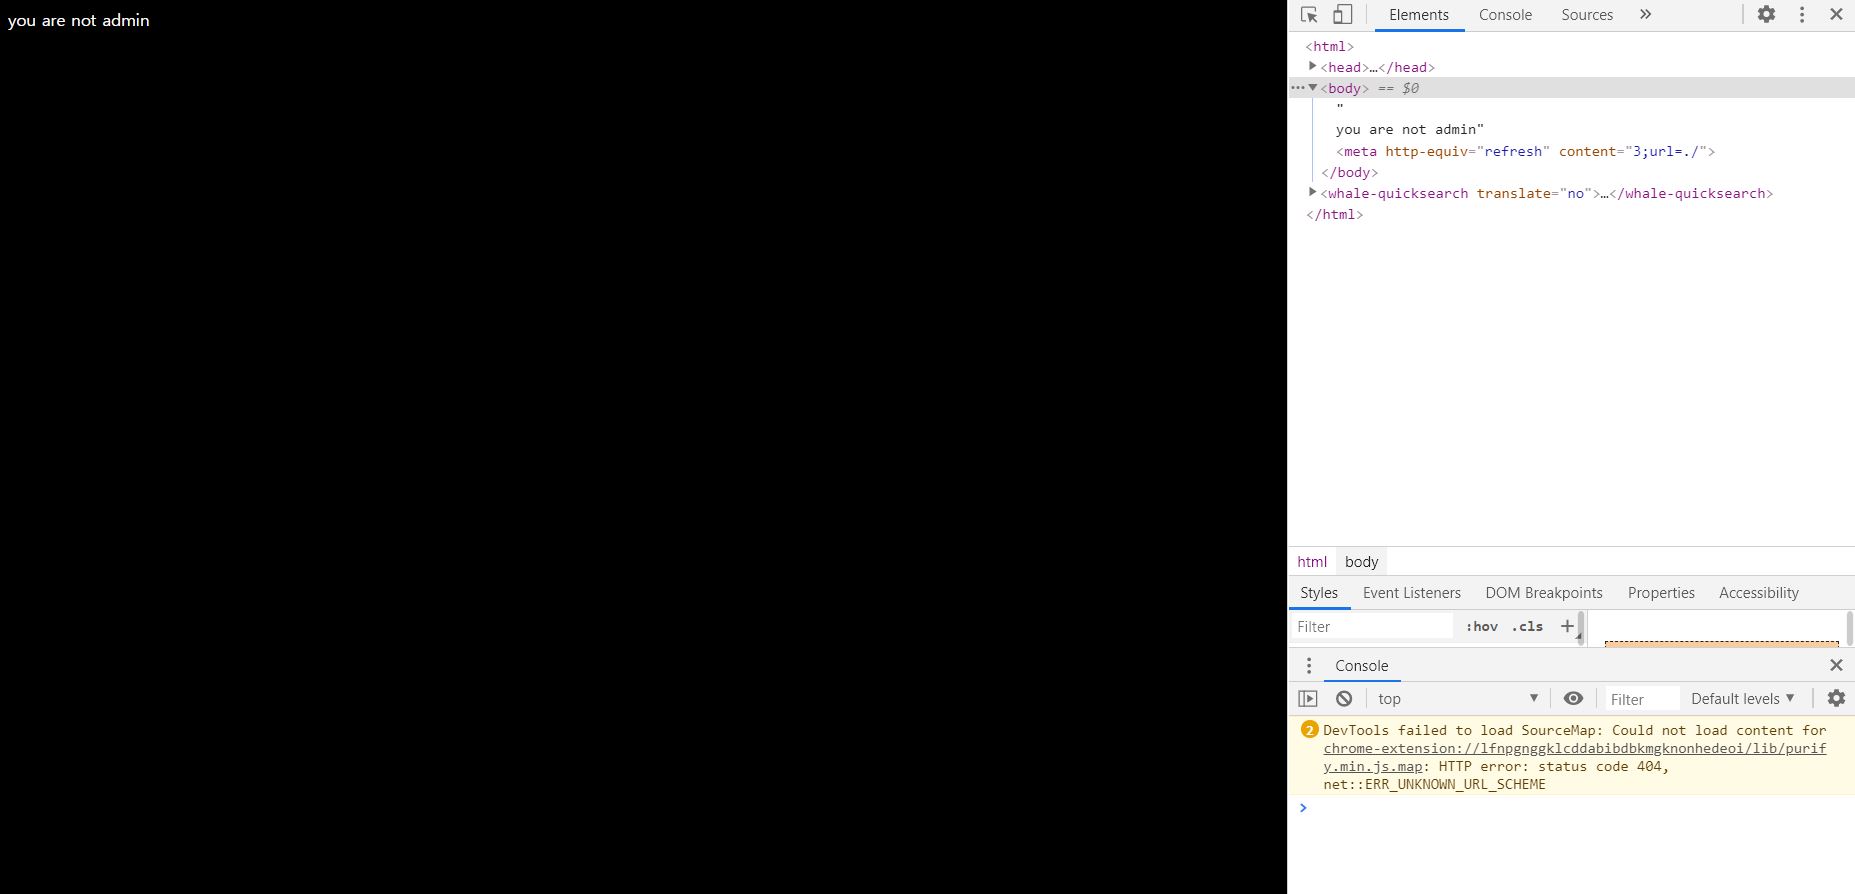 you are not admin
Elements Console Sources »
<html>
<head>…</head>
<body> == $0
"
you are not admin"
<meta http-equiv="refresh" content="3;url=./">
</body>
<whale-quicksearch translate="no">…</whale-quicksearch>
</html>
html body
Styles Event Listeners DOM Breakpoints Properties Accessibility
Filter :hov .cls +
Console
top Filter Default levels
2 DevTools failed to load SourceMap: Could not load content for
chrome-extension://lfnpgnggklcddabibdbkmgknonhedeoi/lib/purif
y.min.js.map: HTTP error: status code 404,
net::ERR_UNKNOWN_URL_SCHEME
>